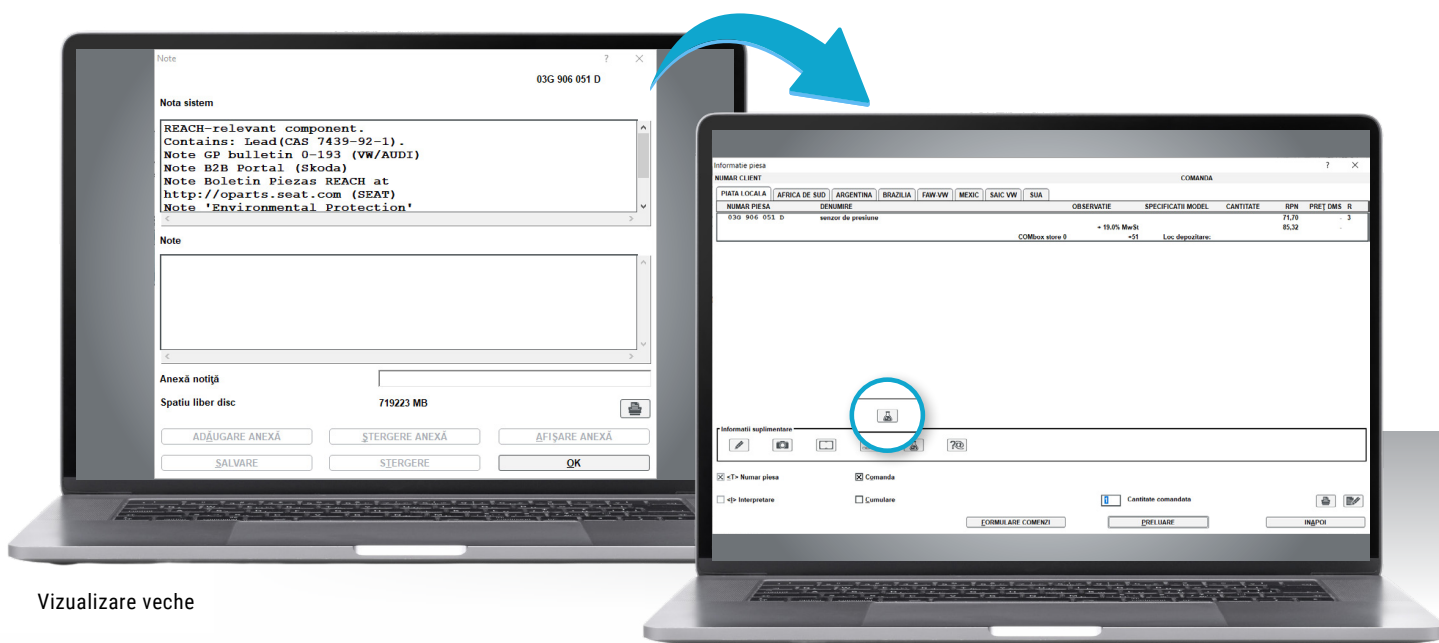 Note
? ×
03G 906 051 D
Nota sistem
REACH-relevant component.
Contains: Lead(CAS 7439-92-1).
Note GP bulletin 0-193 (VW/AUDI)
Note B2B Portal (Skoda)
Note Boletin Piezas REACH at
http://oparts.seat.com (SEAT)
Note 'Environmental Protection'
Note
Anexă notiţă
Spatiu liber disc 719223 MB
ADĂUGARE ANEXĂ ŞTERGERE ANEXĂ AFIŞARE ANEXĂ
SALVARE STERGERE OK
Vizualizare veche
Informatie piesa ? ×
NUMAR CLIENT COMANDA
PIATA LOCALA AFRICA DE SUD ARGENTINA BRAZILIA FAW-VW MEXIC SAIC VW SUA
NUMAR PIESA DENUMIRE OBSERVATIE SPECIFICATII MODEL CANTITATE RPN PREŢ DMS R
03G 906 051 D senzor de presiune 71,70 - 3
+ 19.0% MwSt 85,32 -
COMbox store 0 =51 Loc depozitare:
Informatii suplimentare
<T> Numar piesa Comanda
<I> Interpretare Cumulare Cantitate comandata
FORMULARE COMENZI PRELUARE INAPOI